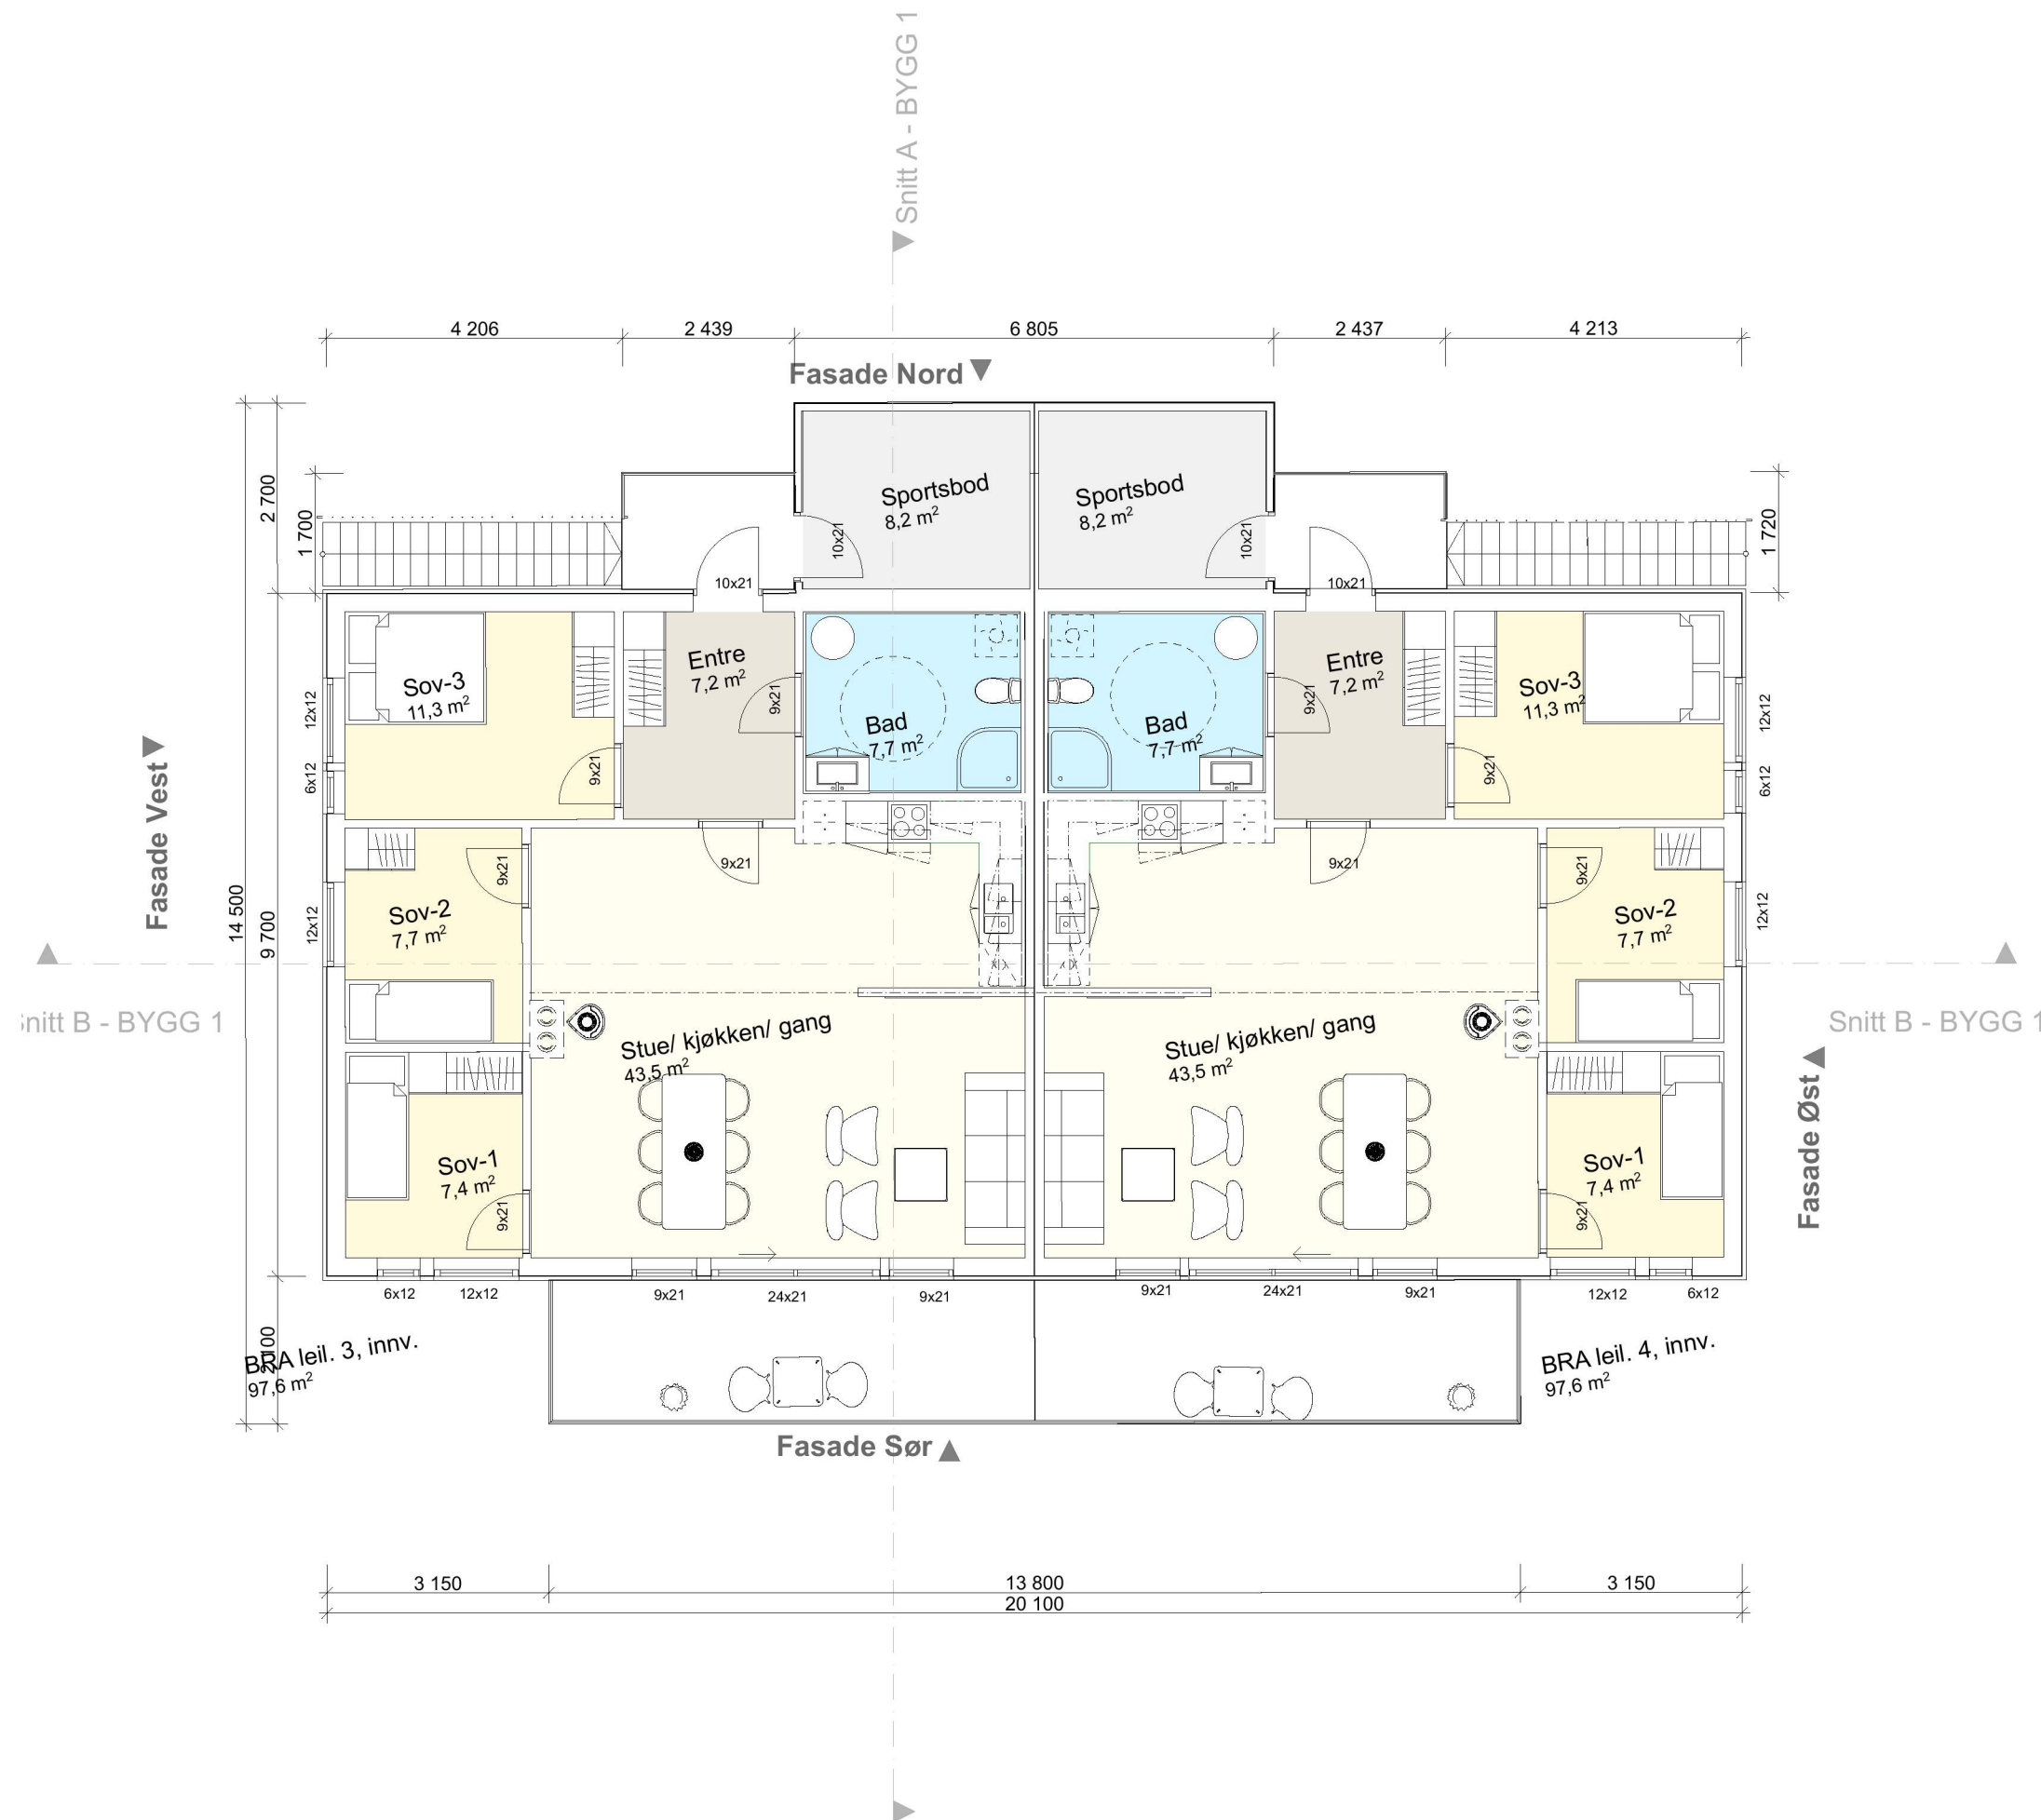 Snitt A - BYGG 1
4 206
2 439
6 805
2 437
4 213
Fasade Nord
2 700
1 700
1 720
Sportsbod
8,2 m²
Sportsbod
8,2 m²
10x21
10x21
10x21
10x21
Sov-3
11,3 m²
Entre
7,2 m²
Bad
7,7 m²
Bad
7,7 m²
Entre
7,2 m²
Sov-3
11,3 m²
9x21
9x21
9x21
9x21
12x12
6x12
12x12
6x12
Fasade Vest
14 500
9 700
12x12
Sov-2
7,7 m²
9x21
9x21
9x21
9x21
Sov-2
7,7 m²
12x12
nitt B - BYGG 1
Snitt B - BYGG 1
Stue/ kjøkken/ gang
43,5 m²
Stue/ kjøkken/ gang
43,5 m²
Fasade Øst
Sov-1
7,4 m²
9x21
Sov-1
7,4 m²
9x21
6x12
12x12
9x21
24x21
9x21
9x21
24x21
9x21
12x12
6x12
BRA leil. 3, innv.
97,6 m²
BRA leil. 4, innv.
97,6 m²
Fasade Sør
3 150
13 800
3 150
20 100